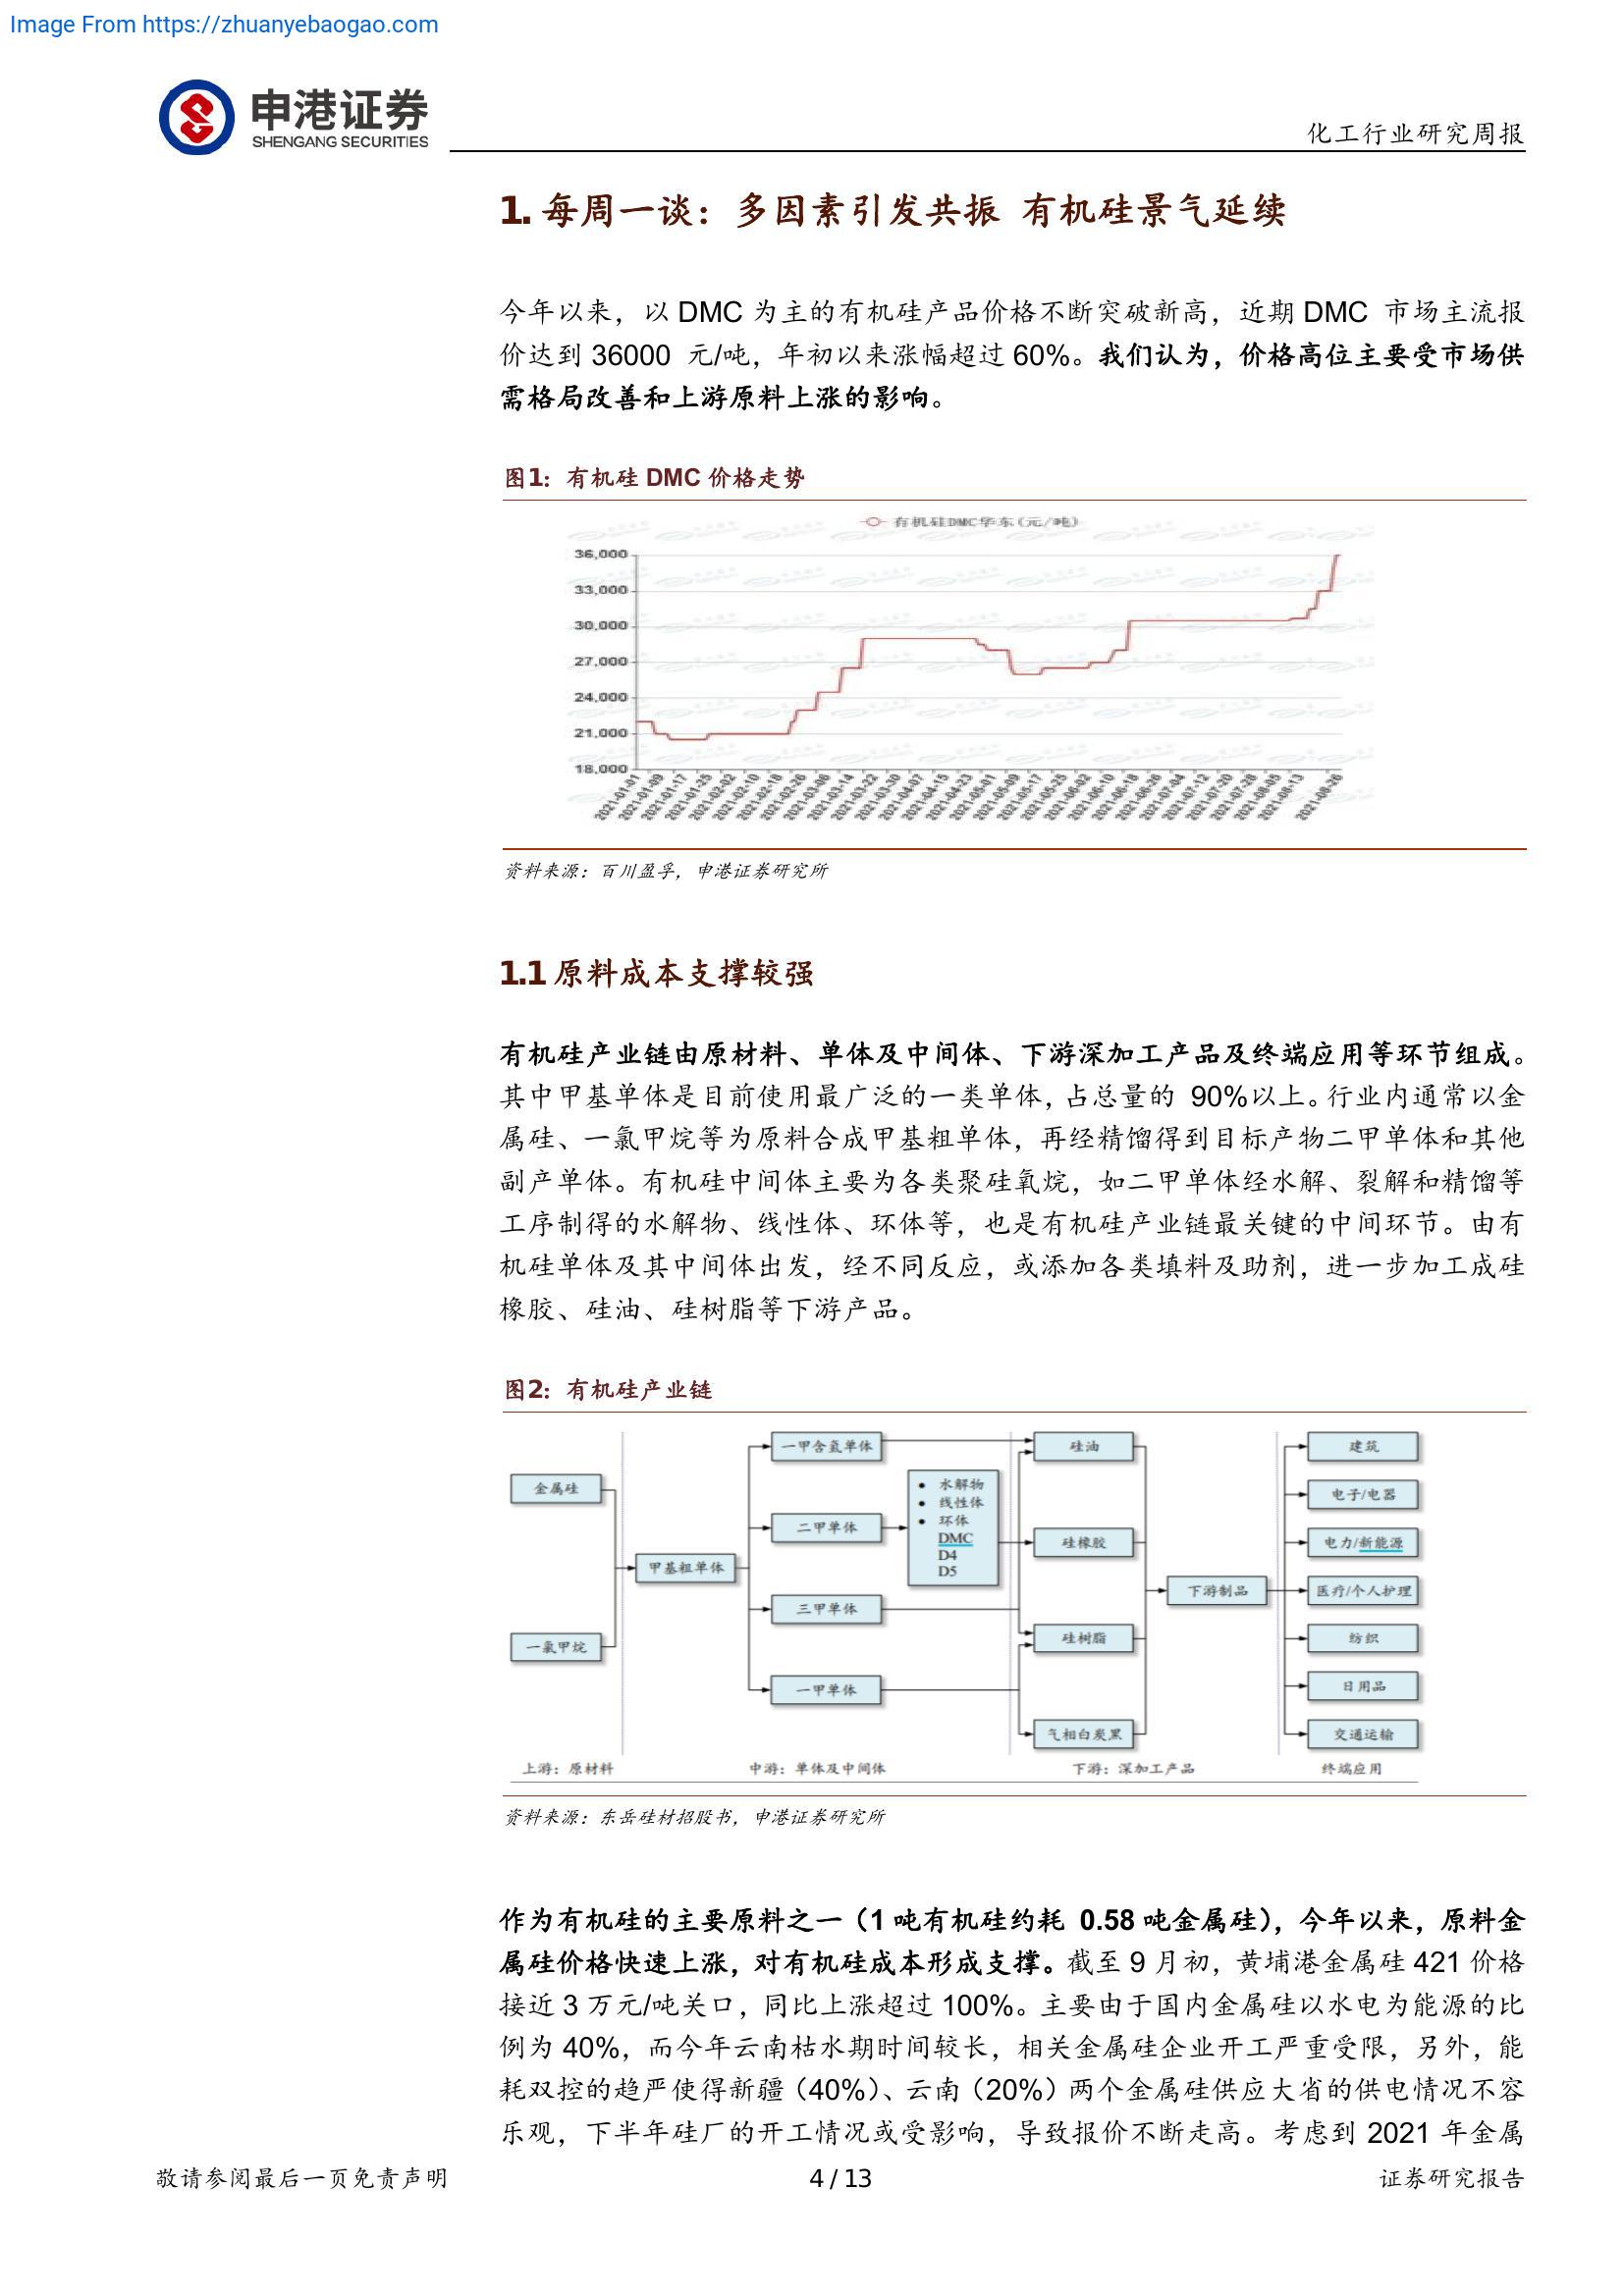 Image From https://zhuanyebaogao.com
申港证券
SHENGANG SECURITIES
化工行业研究周报
1. 每周一谈：多因素引发共振 有机硅景气延续
今年以来，以 DMC 为主的有机硅产品价格不断突破新高，近期 DMC 市场主流报
价达到 36000 元/吨，年初以来涨幅超过 60%。我们认为，价格高位主要受市场供
需格局改善和上游原料上涨的影响。
图1：有机硅 DMC 价格走势
有机硅DMC华东(元/吨)
36,000
33,000
30,000
27,000
24,000
21,000
18,000
2021-01-01
2021-01-09
2021-01-17
2021-01-25
2021-02-02
2021-02-10
2021-02-18
2021-02-26
2021-03-06
2021-03-14
2021-03-22
2021-03-30
2021-04-07
2021-04-15
2021-04-23
2021-05-01
2021-05-09
2021-05-17
2021-05-25
2021-06-02
2021-06-10
2021-06-18
2021-06-26
2021-07-04
2021-07-12
2021-07-20
2021-07-28
2021-08-05
2021-08-13
2021-08-26
资料来源：百川盈孚，申港证券研究所
1.1 原料成本支撑较强
有机硅产业链由原材料、单体及中间体、下游深加工产品及终端应用等环节组成。
其中甲基单体是目前使用最广泛的一类单体，占总量的 90%以上。行业内通常以金
属硅、一氯甲烷等为原料合成甲基粗单体，再经精馏得到目标产物二甲单体和其他
副产单体。有机硅中间体主要为各类聚硅氧烷，如二甲单体经水解、裂解和精馏等
工序制得的水解物、线性体、环体等，也是有机硅产业链最关键的中间环节。由有
机硅单体及其中间体出发，经不同反应，或添加各类填料及助剂，进一步加工成硅
橡胶、硅油、硅树脂等下游产品。
图2：有机硅产业链
金属硅
一氯甲烷
甲基粗单体
一甲含氢单体
二甲单体
三甲单体
一甲单体
● 水解物
● 线性体
● 环体
DMC
D4
D5
硅油
硅橡胶
硅树脂
气相白炭黑
下游制品
建筑
电子/电器
电力/新能源
医疗/个人护理
纺织
日用品
交通运输
上游：原材料
中游：单体及中间体
下游：深加工产品
终端应用
资料来源：东岳硅材招股书，申港证券研究所
作为有机硅的主要原料之一（1 吨有机硅约耗 0.58 吨金属硅），今年以来，原料金
属硅价格快速上涨，对有机硅成本形成支撑。截至 9 月初，黄埔港金属硅 421 价格
接近 3 万元/吨关口，同比上涨超过 100%。主要由于国内金属硅以水电为能源的比
例为 40%，而今年云南枯水期时间较长，相关金属硅企业开工严重受限，另外，能
耗双控的趋严使得新疆（40%）、云南（20%）两个金属硅供应大省的供电情况不容
乐观，下半年硅厂的开工情况或受影响，导致报价不断走高。考虑到 2021 年金属
敬请参阅最后一页免责声明
4 / 13
证券研究报告